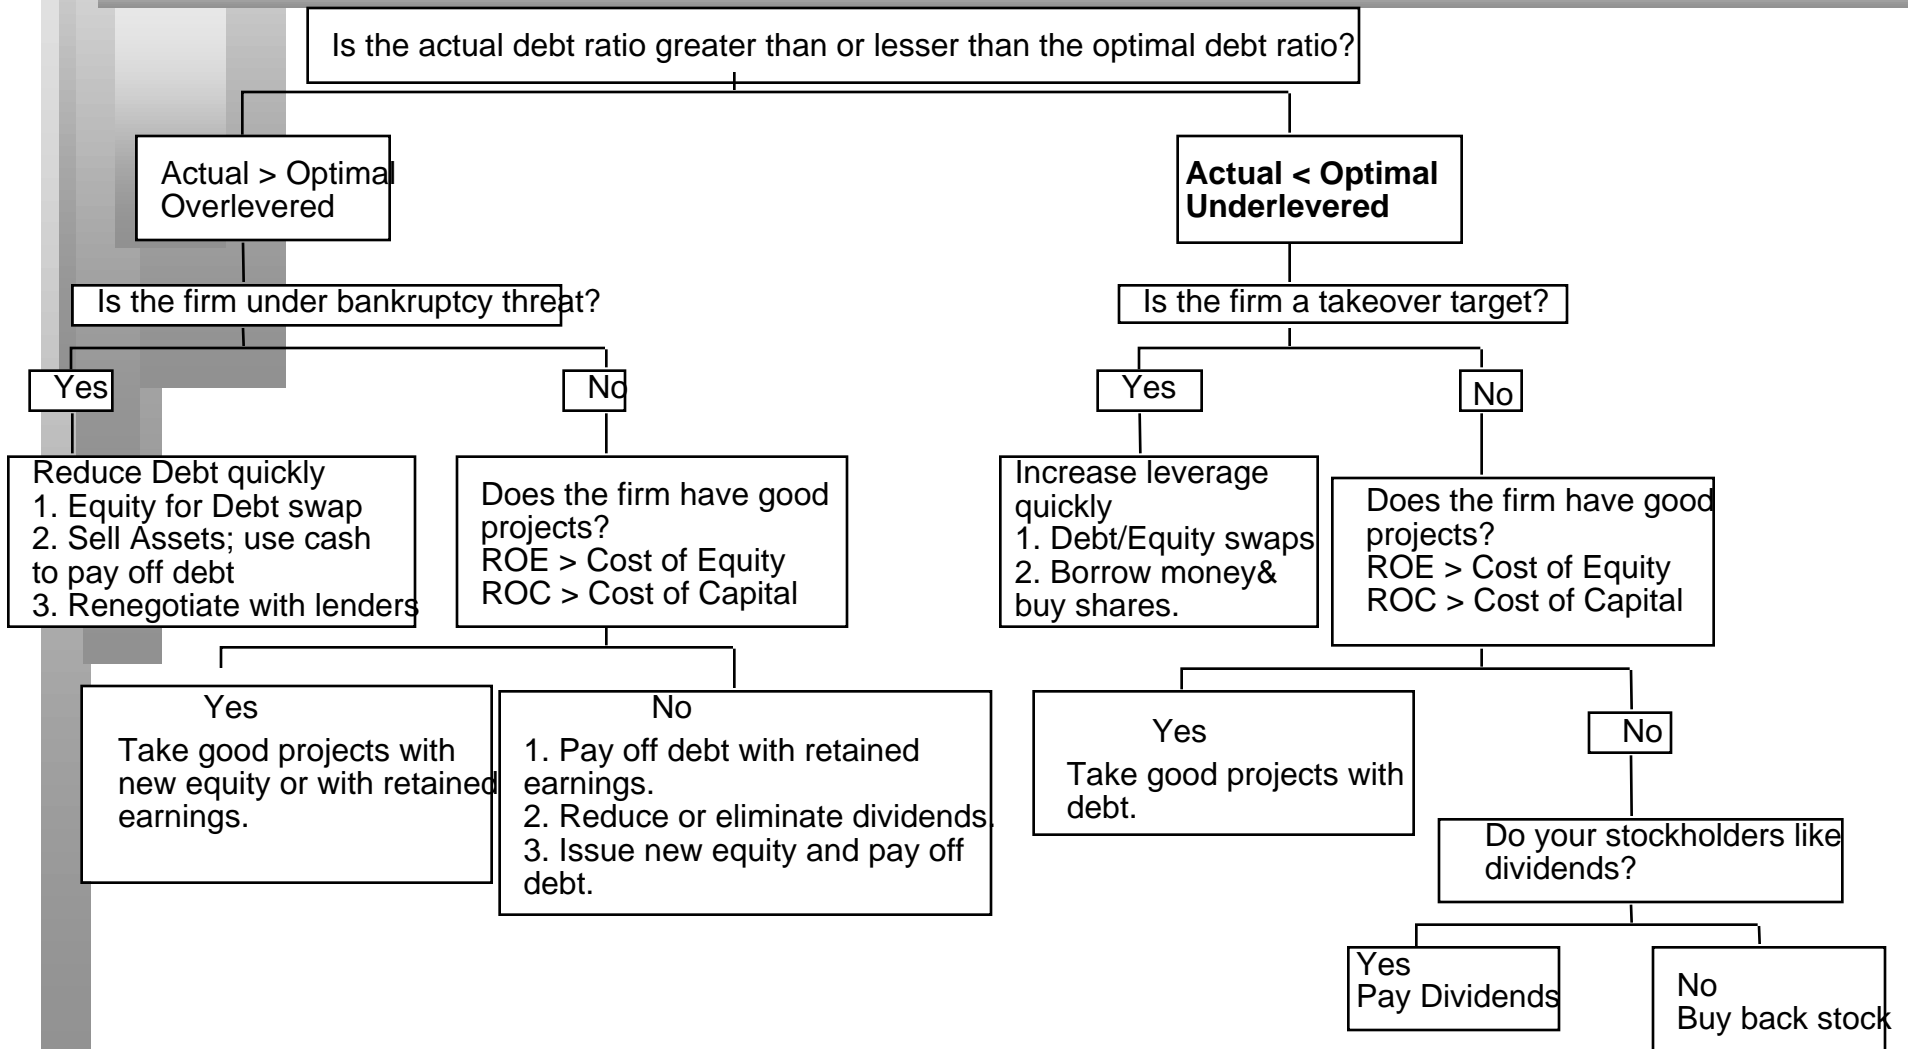 Is the actual debt ratio greater than or lesser than the optimal debt ratio?
Actual > Optimal
Overlevered
Actual < Optimal
Underlevered
Is the firm under bankruptcy threat?
Is the firm a takeover target?
Yes
No
Yes
No
Reduce Debt quickly
1. Equity for Debt swap
2. Sell Assets; use cash
to pay off debt
3. Renegotiate with lenders
Does the firm have good
projects?
ROE > Cost of Equity
ROC > Cost of Capital
Increase leverage
quickly
1. Debt/Equity swaps
2. Borrow money&
buy shares.
Does the firm have good
projects?
ROE > Cost of Equity
ROC > Cost of Capital
Yes
Take good projects with
new equity or with retained
earnings.
No
1. Pay off debt with retained
earnings.
2. Reduce or eliminate dividends.
3. Issue new equity and pay off
debt.
Yes
Take good projects with
debt.
No
Do your stockholders like
dividends?
Yes
Pay Dividends
No
Buy back stock